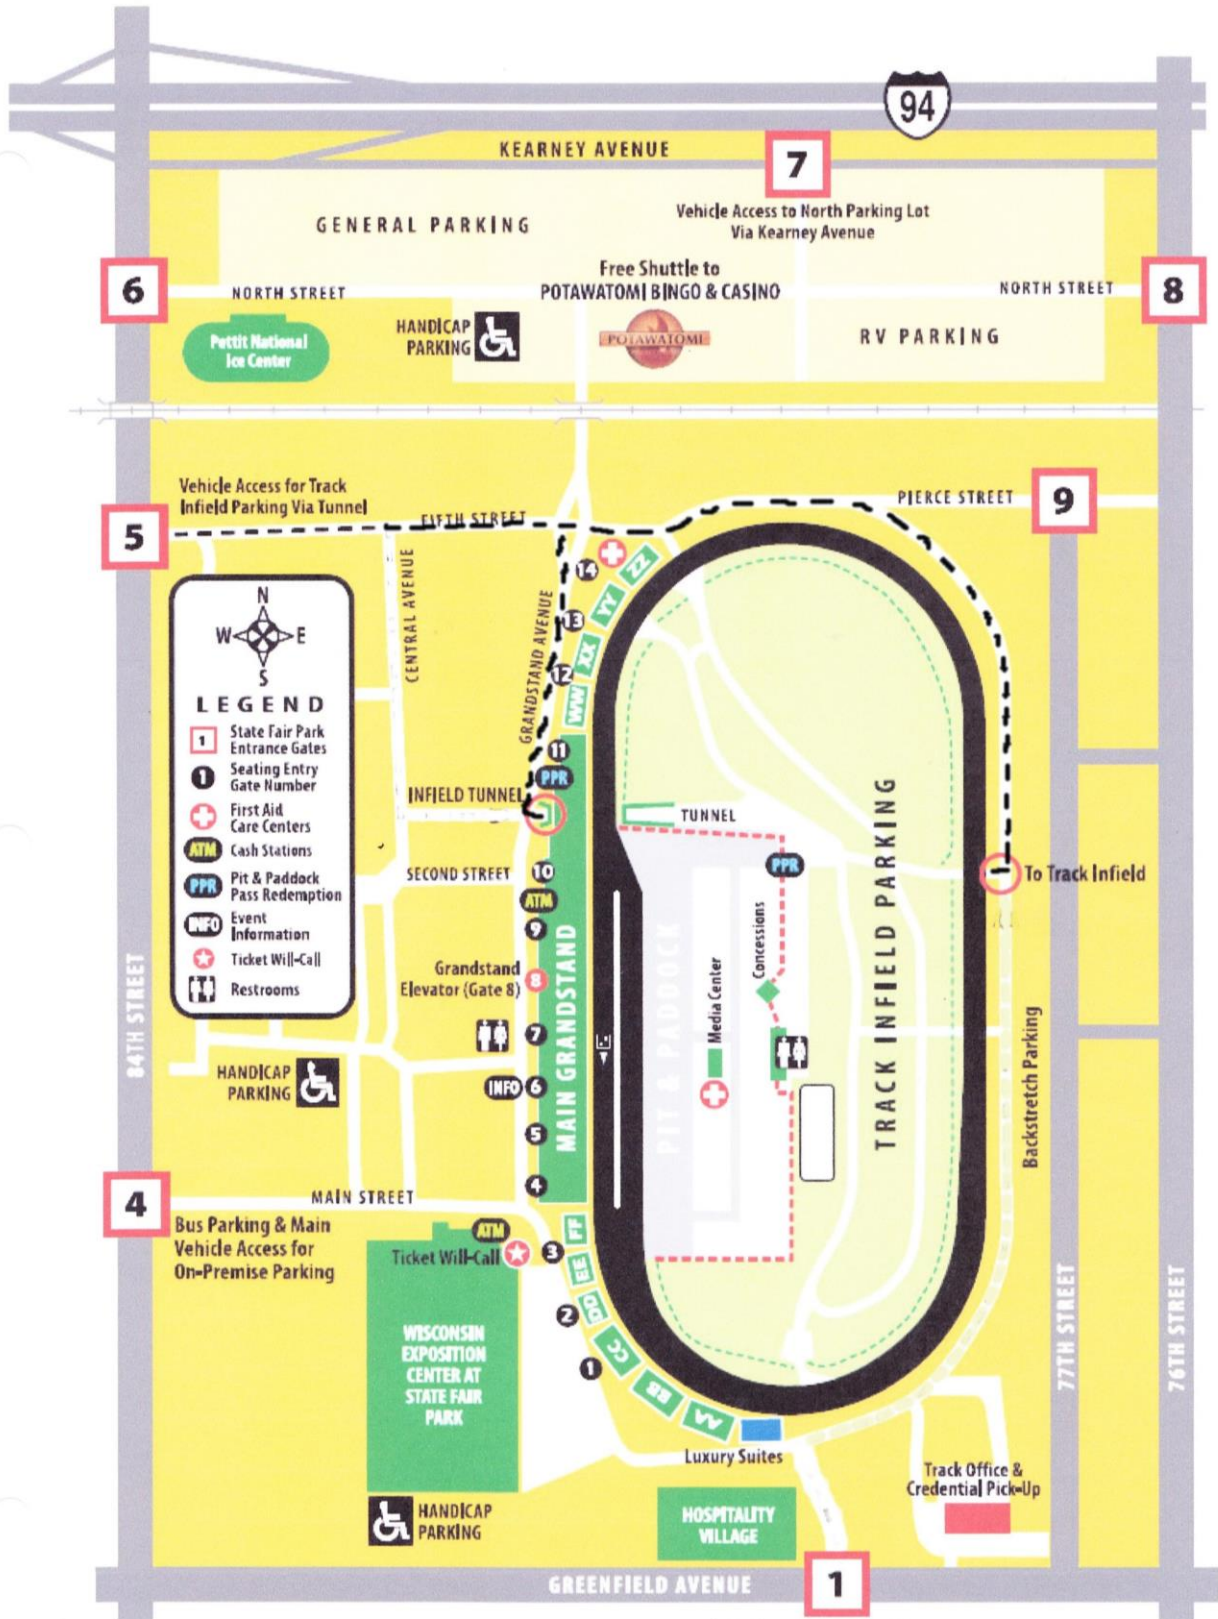 94
KEARNEY AVENUE
7
GENERAL PARKING
Vehicle Access to North Parking Lot
Via Kearney Avenue
6
NORTH STREET
Free Shuttle to
POTAWATOMI BINGO & CASINO
NORTH STREET
8
Pettit National
Ice Center
HANDICAP
PARKING
POTAWATOMI
RV PARKING
5
Vehicle Access for Track
Infield Parking Via Tunnel
FIFTH STREET
PIERCE STREET
9
CENTRAL AVENUE
GRANDSTAND AVENUE
14
ZZ
13
YY
12
XX
WW
11
PPR
N
W
E
S
LEGEND
1
State Fair Park
Entrance Gates
1
Seating Entry
Gate Number
First Aid
Care Centers
ATM
Cash Stations
PPR
Pit & Paddock
Pass Redemption
INFO
Event
Information
Ticket Will-Call
Restrooms
INFIELD TUNNEL
TUNNEL
SECOND STREET
10
ATM
9
PPR
To Track Infield
Grandstand
Elevator (Gate 8)
8
7
INFO
6
5
4
MAIN GRANDSTAND
PIT & PADDOCK
Media Center
Concessions
TRACK INFIELD PARKING
Backstretch Parking
84TH STREET
HANDICAP
PARKING
4
MAIN STREET
Bus Parking & Main
Vehicle Access for
On-Premise Parking
ATM
Ticket Will-Call
3
FF
EE
2
DD
1
CC
BB
AA
WISCONSIN
EXPOSITION
CENTER AT
STATE FAIR
PARK
Luxury Suites
77TH STREET
76TH STREET
Track Office &
Credential Pick-Up
HANDICAP
PARKING
HOSPITALITY
VILLAGE
GREENFIELD AVENUE
1